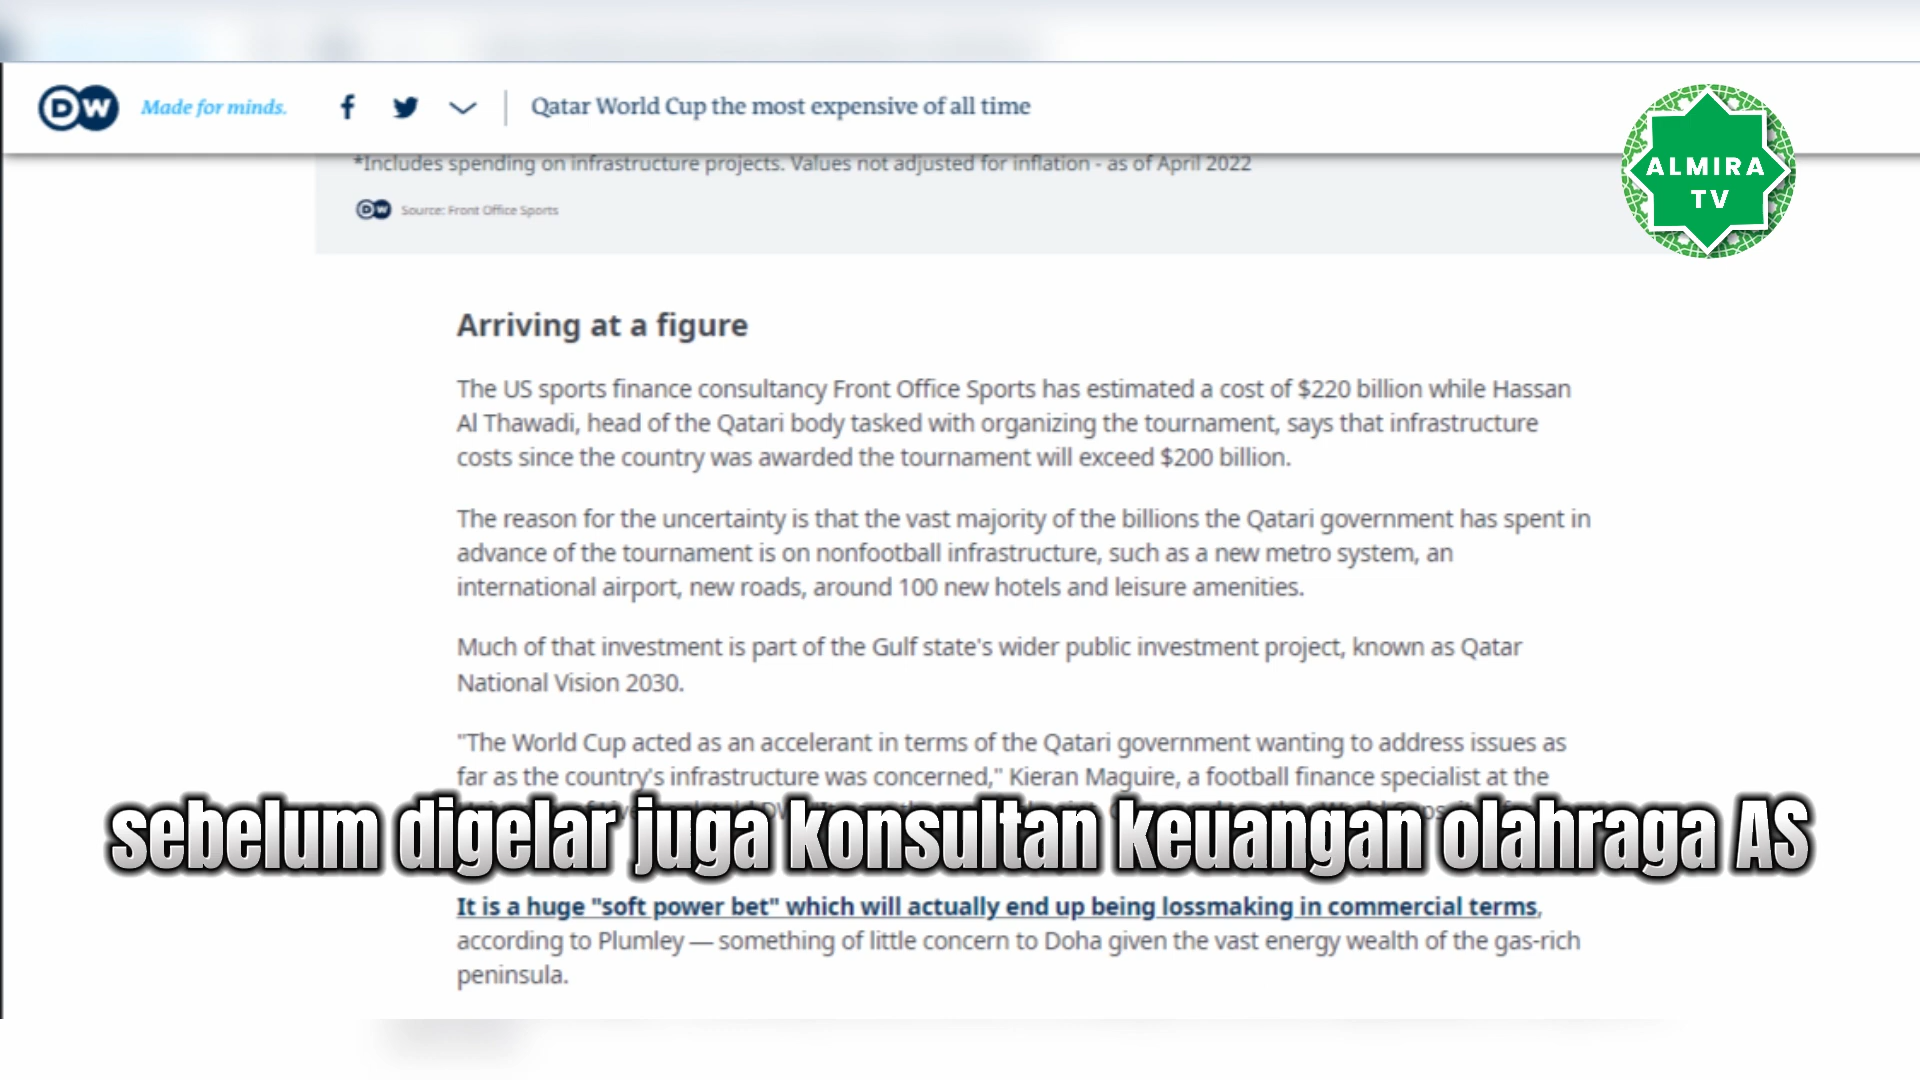 DW Made for minds. Qatar World Cup the most expensive of all time
ALMIRA
TV
*Includes spending on infrastructure projects. Values not adjusted for inflation - as of April 2022
DW Source: Front Office Sports
Arriving at a figure
The US sports finance consultancy Front Office Sports has estimated a cost of $220 billion while Hassan
Al Thawadi, head of the Qatari body tasked with organizing the tournament, says that infrastructure
costs since the country was awarded the tournament will exceed $200 billion.
The reason for the uncertainty is that the vast majority of the billions the Qatari government has spent in
advance of the tournament is on nonfootball infrastructure, such as a new metro system, an
international airport, new roads, around 100 new hotels and leisure amenities.
Much of that investment is part of the Gulf state's wider public investment project, known as Qatar
National Vision 2030.
"The World Cup acted as an accelerant in terms of the Qatari government wanting to address issues as
far as the country's infrastructure was concerned," Kieran Maguire, a football finance specialist at the
sebelum digelar juga konsultan keuangan olahraga AS
It is a huge "soft power bet" which will actually end up being lossmaking in commercial terms,
according to Plumley — something of little concern to Doha given the vast energy wealth of the gas-rich
peninsula.